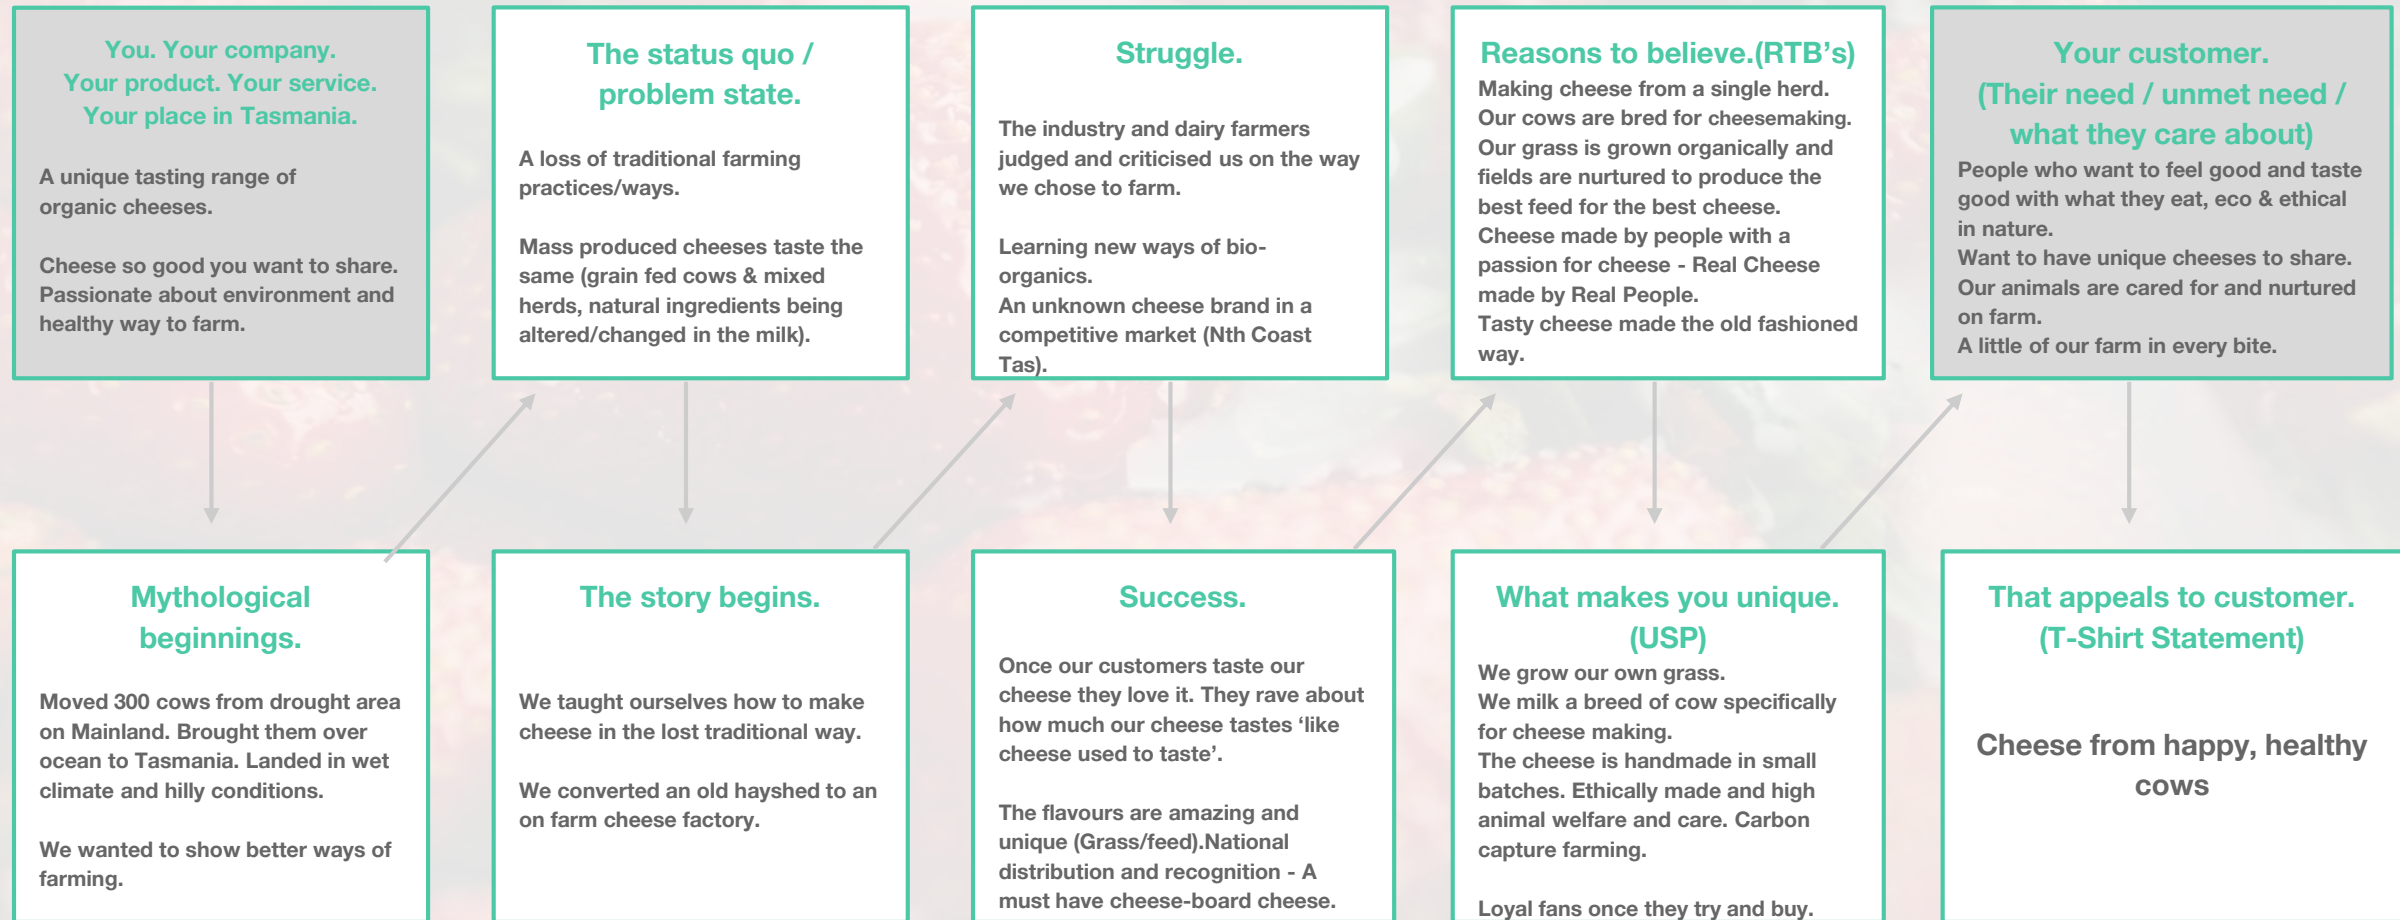 You. Your company.
Your product. Your service.
Your place in Tasmania.
A unique tasting range of
organic cheeses.
Cheese so good you want to share.
Passionate about environment and
healthy way to farm.
Mythological
beginnings.
Moved 300 cows from drought area
on Mainland. Brought them over
ocean to Tasmania. Landed in wet
climate and hilly conditions.
We wanted to show better ways of
farming.
The status quo /
problem state.
A loss of traditional farming
practices/ways.
Mass produced cheeses taste the
same (grain fed cows & mixed
herds, natural ingredients being
altered/changed in the milk).
The story begins.
We taught ourselves how to make
cheese in the lost traditional way.
We converted an old hayshed to an
on farm cheese factory.
Struggle.
The industry and dairy farmers
judged and criticised us on the way
we chose to farm.
Learning new ways of bio-
organics.
An unknown cheese brand in a
competitive market (Nth Coast
Tas).
Success.
Once our customers taste our
cheese they love it. They rave about
how much our cheese tastes ‘like
cheese used to taste’.
The flavours are amazing and
unique (Grass/feed).National
distribution and recognition - A
must have cheese-board cheese.
Reasons to believe.(RTB’s)
Making cheese from a single herd.
Our cows are bred for cheesemaking.
Our grass is grown organically and
fields are nurtured to produce the
best feed for the best cheese.
Cheese made by people with a
passion for cheese - Real Cheese
made by Real People.
Tasty cheese made the old fashioned
way.
What makes you unique.
(USP)
We grow our own grass.
We milk a breed of cow specifically
for cheese making.
The cheese is handmade in small
batches. Ethically made and high
animal welfare and care. Carbon
capture farming.
Loyal fans once they try and buy.
Your customer.
(Their need / unmet need /
what they care about)
People who want to feel good and taste
good with what they eat, eco & ethical
in nature.
Want to have unique cheeses to share.
Our animals are cared for and nurtured
on farm.
A little of our farm in every bite.
That appeals to customer.
(T-Shirt Statement)
Cheese from happy, healthy
cows